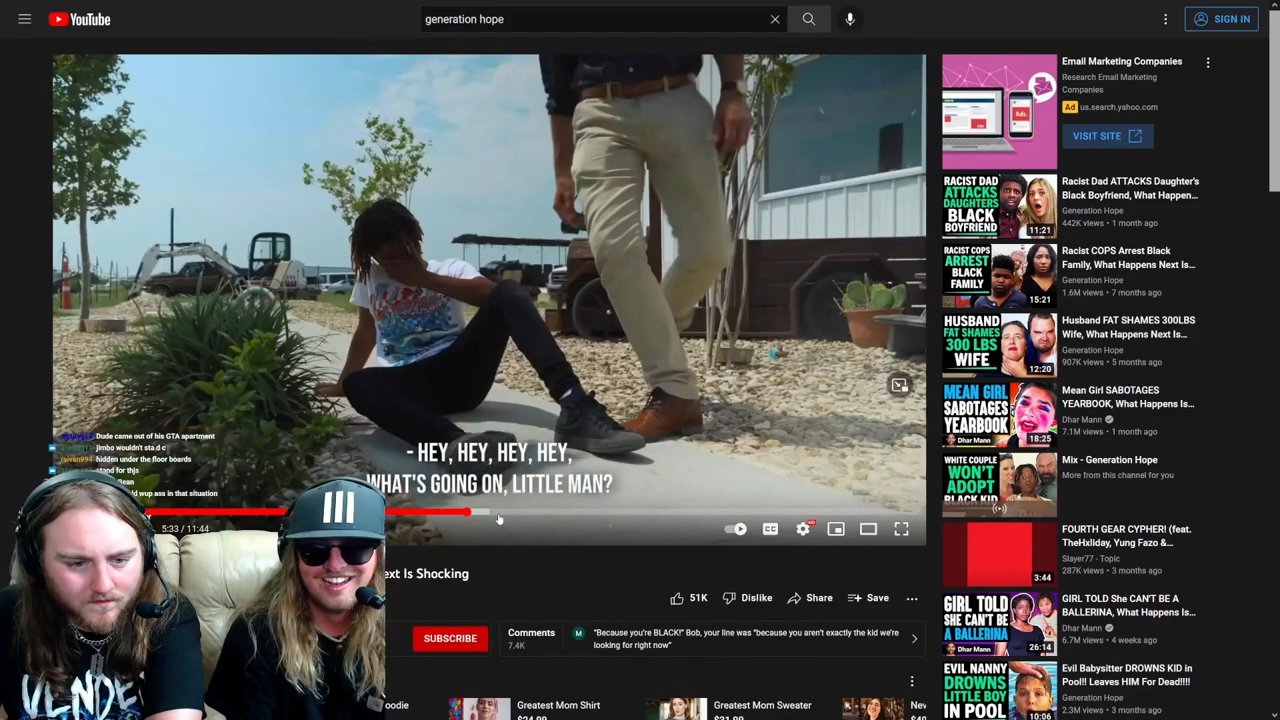 YouTube
generation hope
SIGN IN
- HEY, HEY, HEY, HEY,
WHAT'S GOING ON, LITTLE MAN?
Dude came out of his GTA apartment
Jimbo wouldn't sta d c
raivan994 hidden under the floor boards
stand for thjs
5:33 / 11:44
CC
HD
ext Is Shocking
51K
Dislike
Share
Save
SUBSCRIBE
Comments
7.4K
M
"Because you're BLACK!" Bob, your line was "because you aren't exactly the kid we're
looking for right now"
Greatest Mom Shirt
Greatest Mom Sweater
Email Marketing Companies
Research Email Marketing
Companies
Ad us.search.yahoo.com
VISIT SITE
Ads.
RACIST DAD
ATTACKS
DAUGHTERS
BLACK
BOYFRIEND
11:21
Racist Dad ATTACKS Daughter's
Black Boyfriend, What Happen...
Generation Hope
442K views • 1 month ago
RACIST COPS
ARREST
BLACK
FAMILY
15:21
Racist COPS Arrest Black
Family, What Happens Next Is...
Generation Hope
1.6M views • 7 months ago
HUSBAND
FAT SHAMES
300 LBS
WIFE
12:20
Husband FAT SHAMES 300LBS
Wife, What Happens Next Is...
Generation Hope
907K views • 5 months ago
MEAN GIRL
SABOTAGES
YEARBOOK
Dhar Mann
18:25
Mean Girl SABOTAGES
YEARBOOK, What Happens Ne...
Dhar Mann
7.1M views • 1 month ago
WHITE COUPLE
WON'T
ADOPT
BLACK KID
Mix - Generation Hope
More from this channel for you
3:44
FOURTH GEAR CYPHER! (feat.
TheHxliday, Yung Fazo &...
Slayer77 - Topic
287K views • 3 months ago
GIRL TOLD
SHE CAN'T
BE A
BALLERINA
Dhar Mann
26:14
GIRL TOLD She CAN'T BE A
BALLERINA, What Happens Is...
Dhar Mann
6.7M views • 4 weeks ago
EVIL NANNY
DROWNS
LITTLE BOY
IN POOL
10:06
Evil Babysitter DROWNS KID in
Pool!! Leaves HIM For Dead!!!!
Generation Hope
2.3M views • 3 months ago